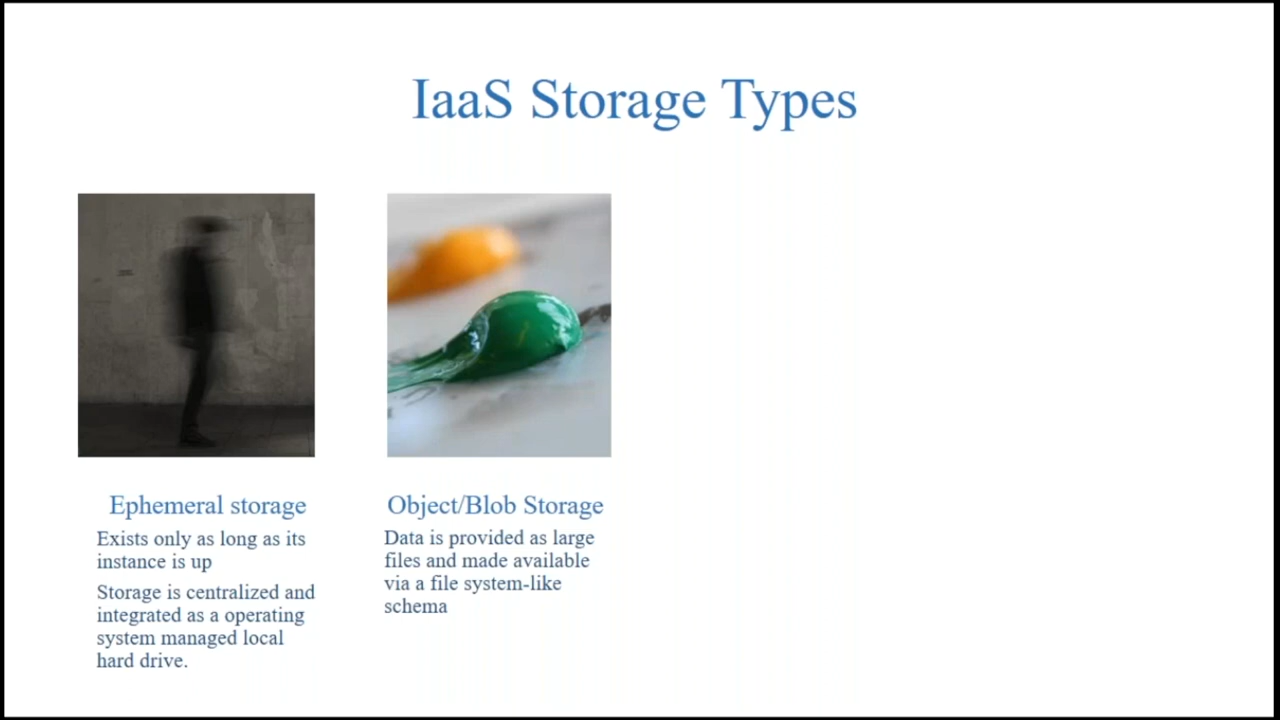 IaaS Storage Types
Ephemeral storage
Exists only as long as its
instance is up
Storage is centralized and
integrated as a operating
system managed local
hard drive.
Object/Blob Storage
Data is provided as large
files and made available
via a file system-like
schema